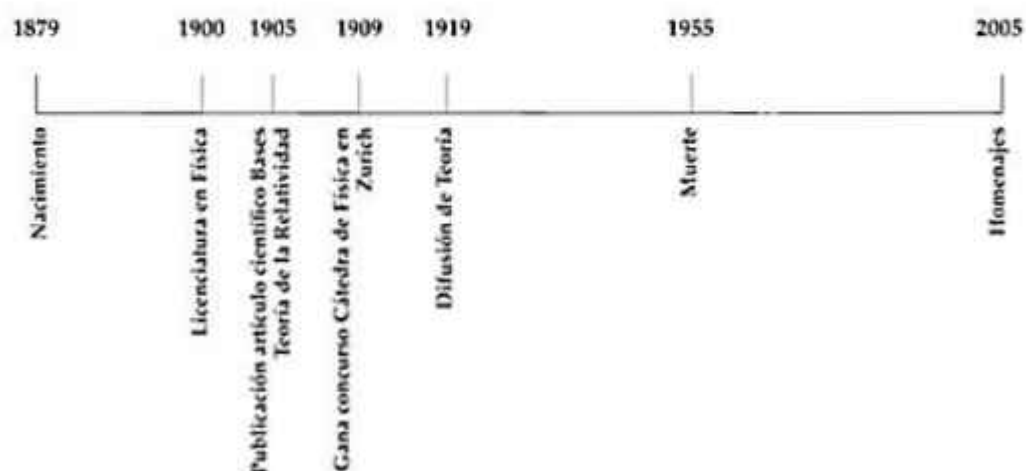 1879 1900 1905 1909 1919 1955 2005
Nacimiento
Licenciatura en Física
Publicación artículo científico Bases
Teoría de la Relatividad
Gana concurso Cátedra de Física en
Zurich
Difusión de Teoría
Muerte
Homenajes